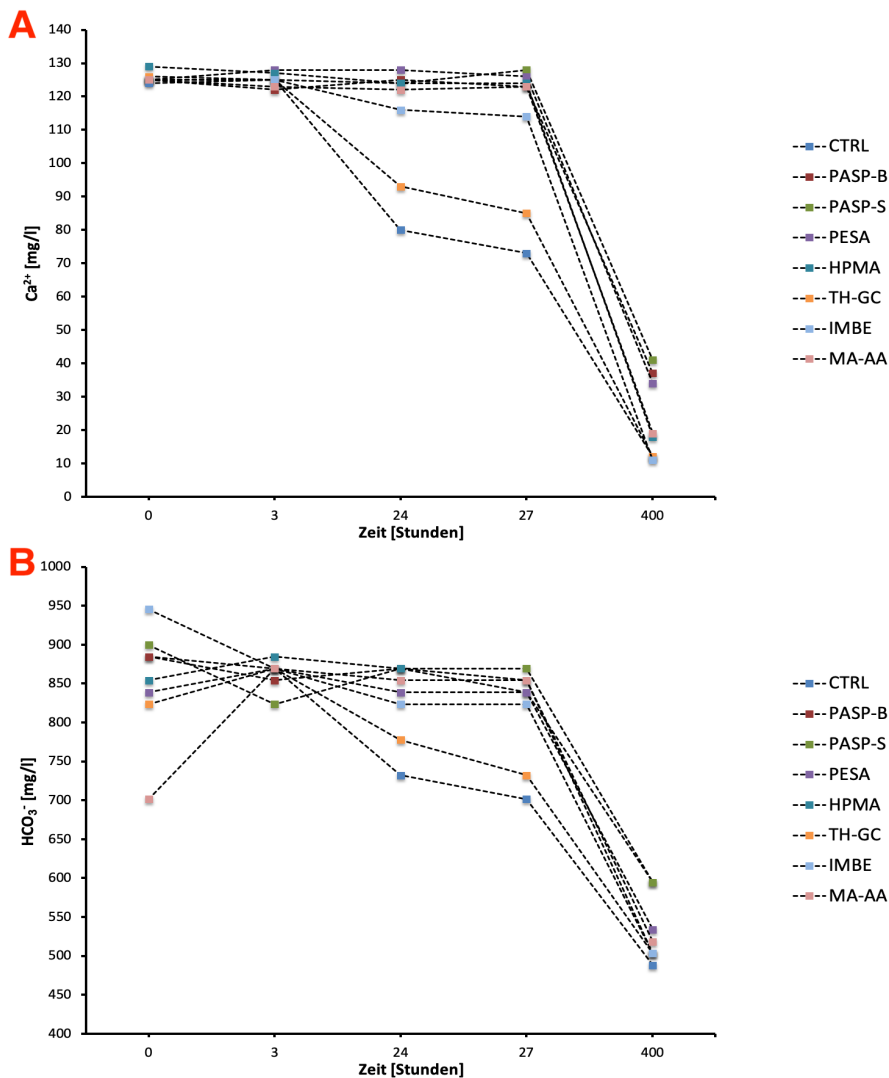 A
140
130
120
110
100
90
80
70
60
50
40
30
20
10
0
Ca²⁺ [mg/l]
0 3 24 27 400
Zeit [Stunden]
CTRL
PASP-B
PASP-S
PESA
HPMA
TH-GC
IMBE
MA-AA
B
1000
950
900
850
800
750
700
650
600
550
500
450
400
HCO₃⁻ [mg/l]
0 3 24 27 400
Zeit [Stunden]
CTRL
PASP-B
PASP-S
PESA
HPMA
TH-GC
IMBE
MA-AA